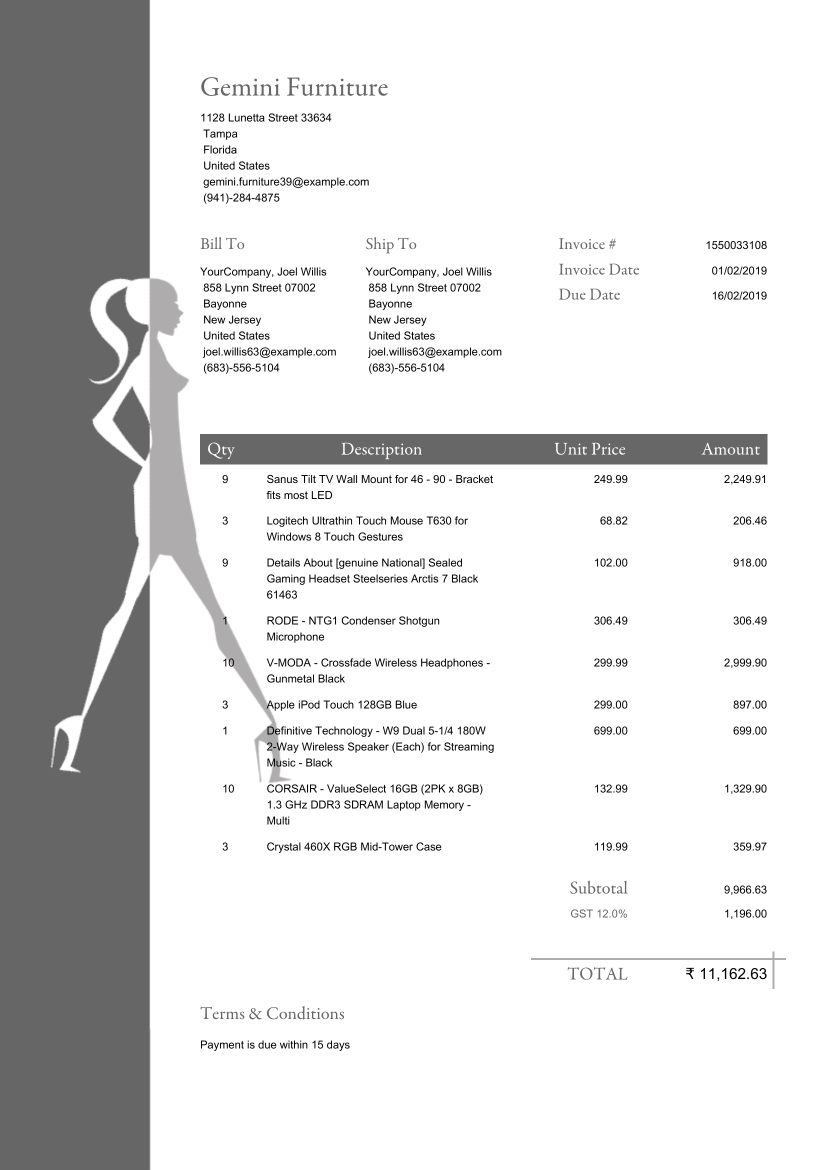 Gemini Furniture
1128 Lunetta Street 33634
Tampa
Florida
United States
gemini.furniture39@example.com
(941)-284-4875
Bill To
YourCompany, Joel Willis
858 Lynn Street 07002
Bayonne
New Jersey
United States
joel.willis63@example.com
(683)-556-5104
Ship To
YourCompany, Joel Willis
858 Lynn Street 07002
Bayonne
New Jersey
United States
joel.willis63@example.com
(683)-556-5104
Invoice # 1550033108
Invoice Date 01/02/2019
Due Date 16/02/2019
Qty Description Unit Price Amount
9 Sanus Tilt TV Wall Mount for 46 - 90 - Bracket 249.99 2,249.91
fits most LED
3 Logitech Ultrathin Touch Mouse T630 for 68.82 206.46
Windows 8 Touch Gestures
9 Details About [genuine National] Sealed 102.00 918.00
Gaming Headset Steelseries Arctis 7 Black
61463
1 RODE - NTG1 Condenser Shotgun 306.49 306.49
Microphone
10 V-MODA - Crossfade Wireless Headphones - 299.99 2,999.90
Gunmetal Black
3 Apple iPod Touch 128GB Blue 299.00 897.00
1 Definitive Technology - W9 Dual 5-1/4 180W 699.00 699.00
2-Way Wireless Speaker (Each) for Streaming
Music - Black
10 CORSAIR - ValueSelect 16GB (2PK x 8GB) 132.99 1,329.90
1.3 GHz DDR3 SDRAM Laptop Memory -
Multi
3 Crystal 460X RGB Mid-Tower Case 119.99 359.97
Subtotal 9,966.63
GST 12.0% 1,196.00
TOTAL ₹ 11,162.63
Terms & Conditions
Payment is due within 15 days